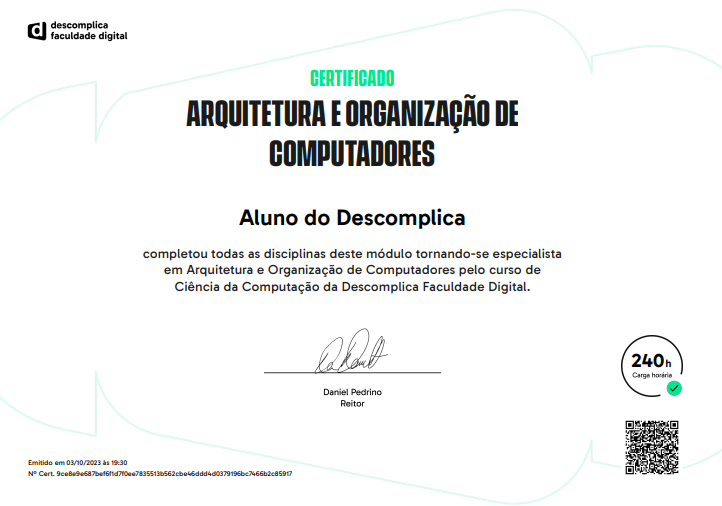 descomplica
faculdade digital
CERTIFICADO
ARQUITETURA E ORGANIZAÇÃO DE
COMPUTADORES
Aluno do Descomplica
completou todas as disciplinas deste módulo tornando-se especialista
em Arquitetura e Organização de Computadores pelo curso de
Ciência da Computação da Descomplica Faculdade Digital.
Daniel Pedrino
Reitor
240h
Carga horária
Emitido em 03/10/2023 às 19:30
Nº Cert. 9ce8e9e687bef6f1d7f0ee7835513b562cbe46ddd4d0379196bc7466b2c85917